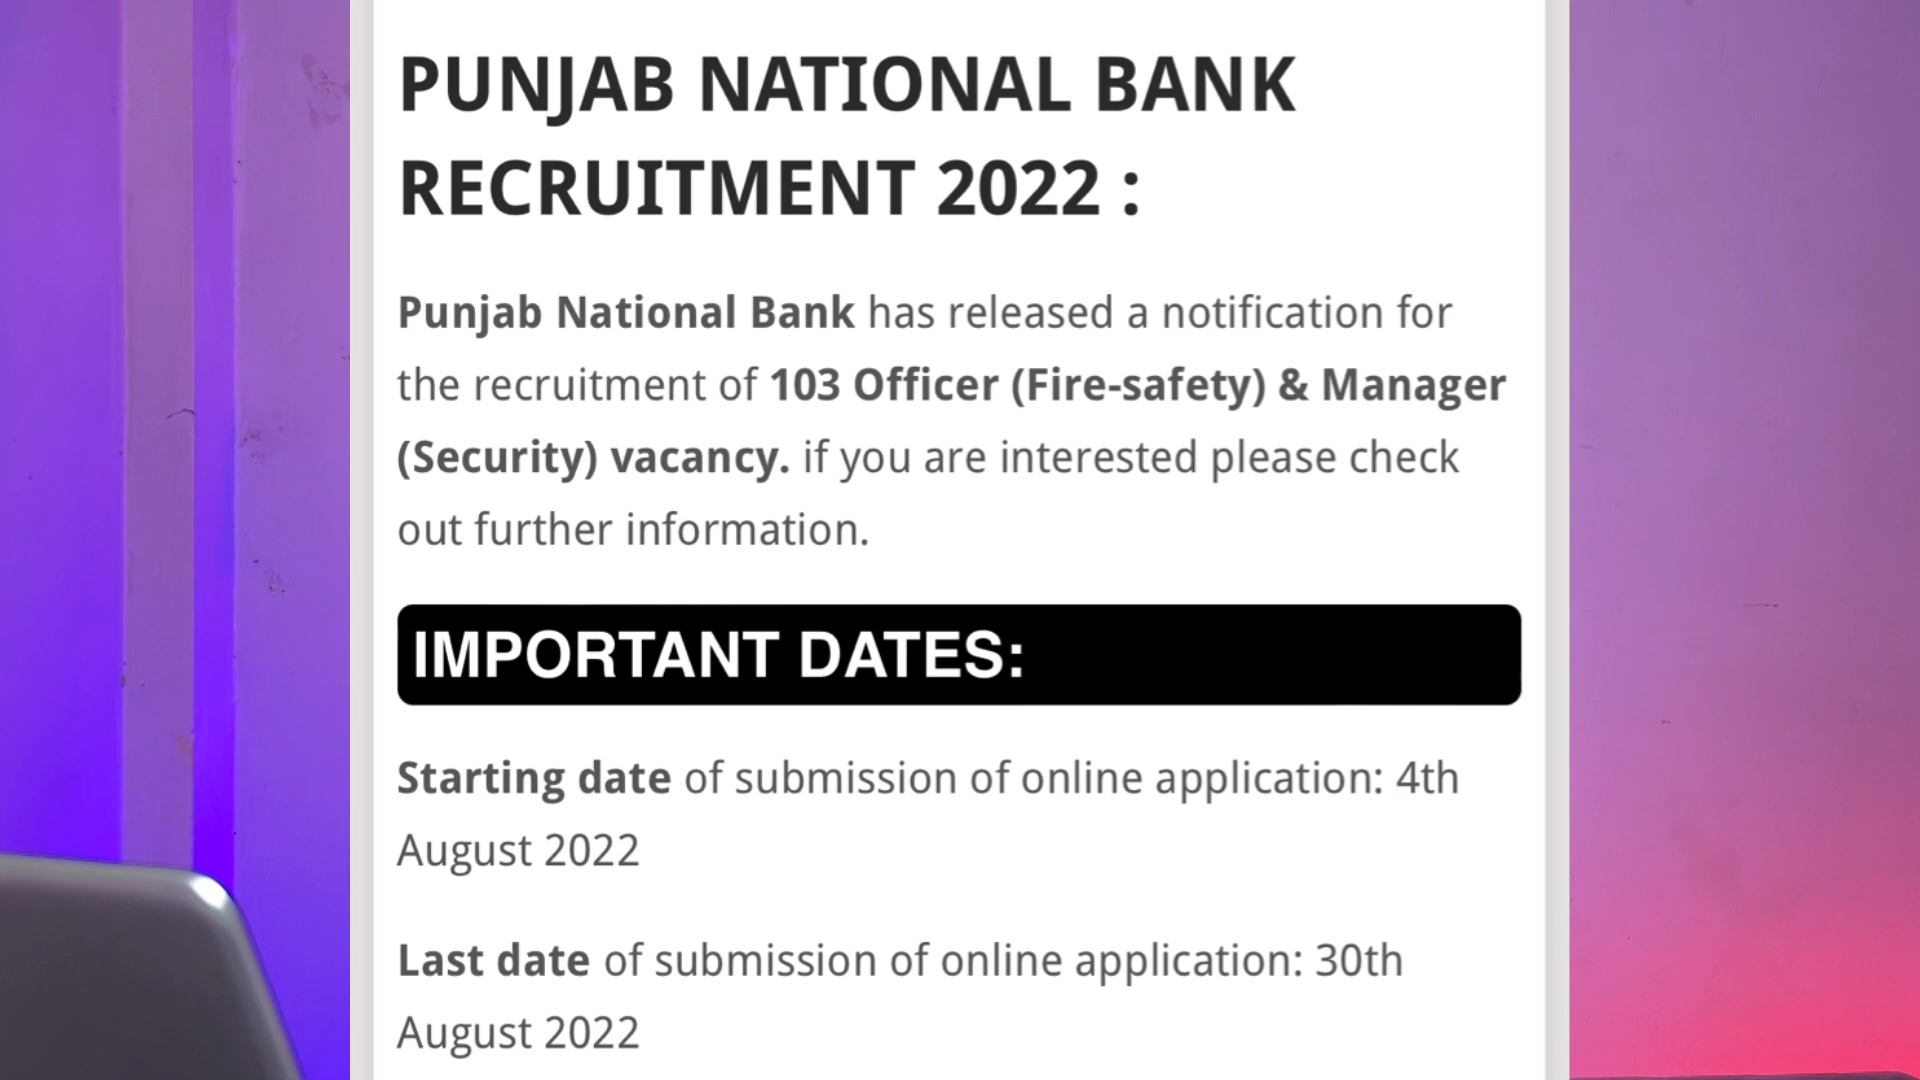 PUNJAB NATIONAL BANK
RECRUITMENT 2022 :
Punjab National Bank has released a notification for
the recruitment of 103 Officer (Fire-safety) & Manager
(Security) vacancy. if you are interested please check
out further information.
IMPORTANT DATES:
Starting date of submission of online application: 4th
August 2022
Last date of submission of online application: 30th
August 2022